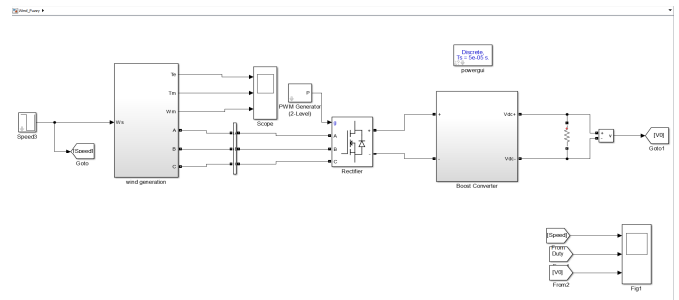 Wind_Fuzzy
Discrete,
Ts = 5e-05 s.
powergui
Speed3
[Speed]
Goto
Ws
Te
Tm
Wm
A
B
C
wind generation
Scope
P
PWM Generator
(2-Level)
g
A
B
C
+
-
Rectifier
+
-
Vdc+
Vdc-
Boost Converter
+
-
v
[V0]
Goto1
[Speed]
From
Duty
[V0]
From2
Fig1